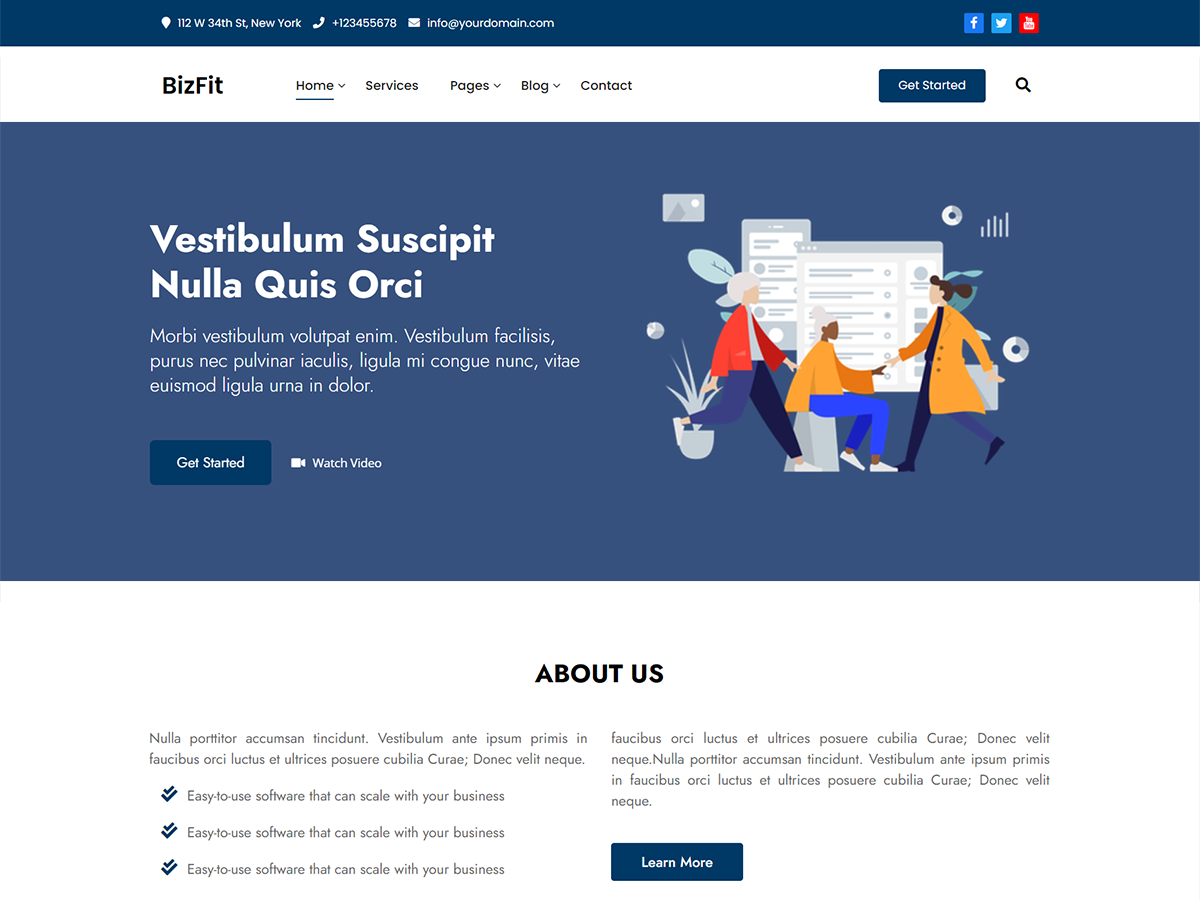 112 W 34th St, New York +123455678 info@yourdomain.com
BizFit Home Services Pages Blog Contact Get Started
Vestibulum Suscipit
Nulla Quis Orci
Morbi vestibulum volutpat enim. Vestibulum facilisis,
purus nec pulvinar iaculis, ligula mi congue nunc, vitae
euismod ligula urna in dolor.
Get Started Watch Video
ABOUT US
Nulla porttitor accumsan tincidunt. Vestibulum ante ipsum primis in
faucibus orci luctus et ultrices posuere cubilia Curae; Donec velit neque.
Easy-to-use software that can scale with your business
Easy-to-use software that can scale with your business
Easy-to-use software that can scale with your business
faucibus orci luctus et ultrices posuere cubilia Curae; Donec velit
neque.Nulla porttitor accumsan tincidunt. Vestibulum ante ipsum primis
in faucibus orci luctus et ultrices posuere cubilia Curae; Donec velit
neque.
Learn More